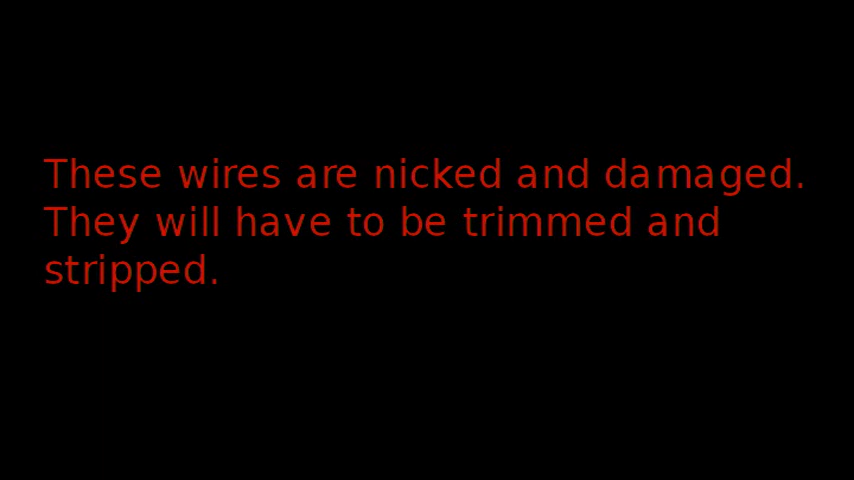 These wires are nicked and damaged.
They will have to be trimmed and
stripped.